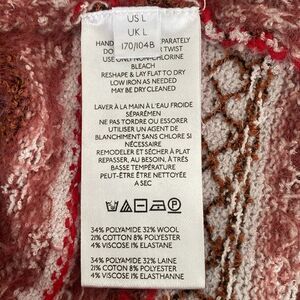 US L
UK L
170/104B
HAND PARATELY
DO TWIST
USE ONLY NON-CHLORINE
BLEACH
RESHAPE & LAY FLAT TO DRY
LOW IRON AS NEEDED
MAY BE DRY CLEANED
LAVER À LA MAIN À L'EAU FROIDE
SÉPARÉMEN
NE PAS TORDRE OU ESSORER
UTILISER UN AGENT DE
BLANCHIMENT SANS CHLORE SI
NÉCESSAIRE
REMODELER ET SÉCHER À PLAT
REPASSER, AU BESOIN, À TRÈS
BASSE TEMPÉRATURE
PEUT-ÊTRE ÊTRE NETTOYÉE
A SEC
34% POLYAMIDE 32% WOOL
21% COTTON 8% POLYESTER
4% VISCOSE 1% ELASTANE
34% POLYAMIDE 32% LAINE
21% COTTON 8% POLYESTER
4% VISCOSE 1% ÉLASTHANNE